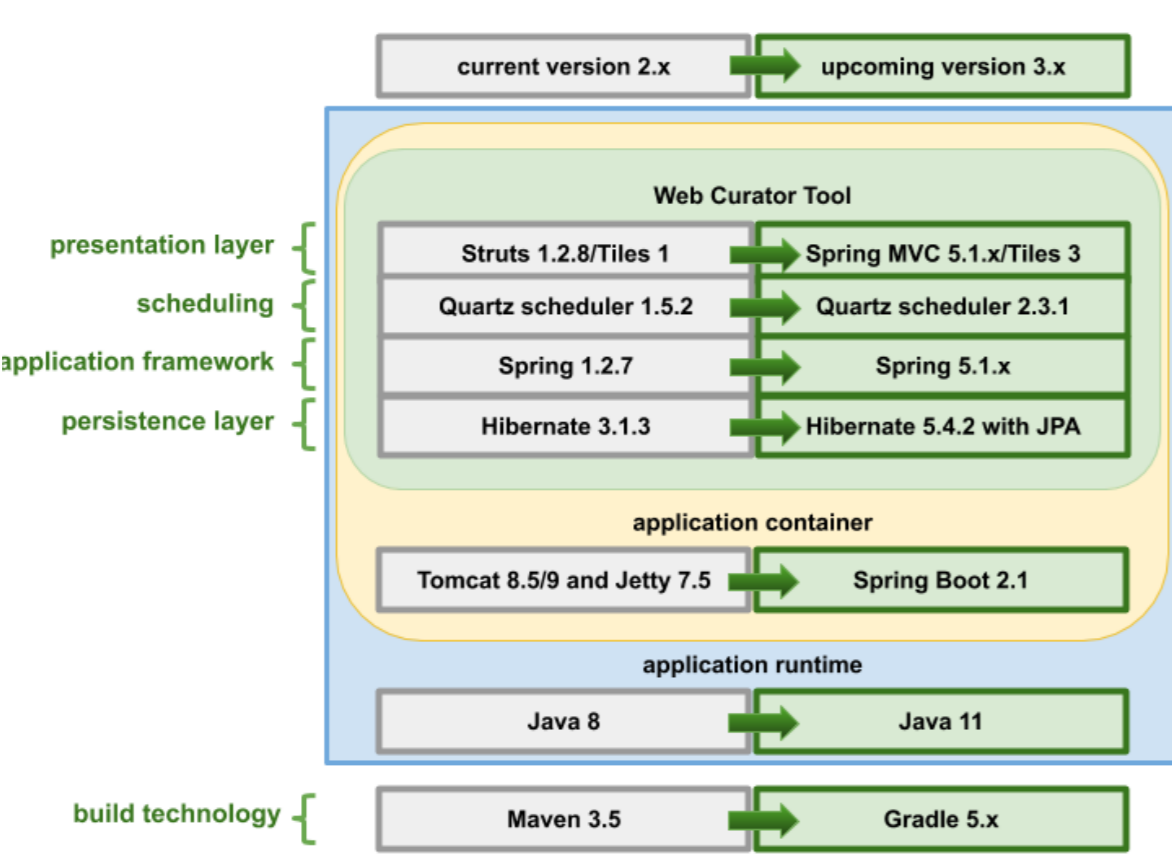 current version 2.x
upcoming version 3.x
Web Curator Tool
presentation layer
Struts 1.2.8/Tiles 1
Spring MVC 5.1.x/Tiles 3
scheduling
Quartz scheduler 1.5.2
Quartz scheduler 2.3.1
application framework
Spring 1.2.7
Spring 5.1.x
persistence layer
Hibernate 3.1.3
Hibernate 5.4.2 with JPA
application container
Tomcat 8.5/9 and Jetty 7.5
Spring Boot 2.1
application runtime
Java 8
Java 11
build technology
Maven 3.5
Gradle 5.x